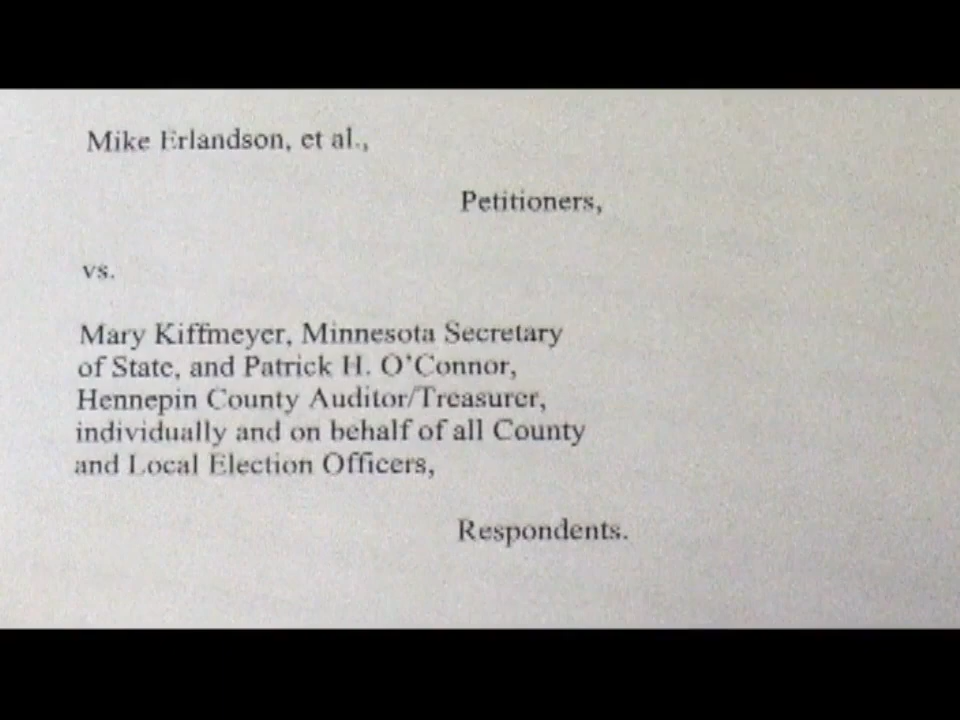 Mike Erlandson, et al.,
Petitioners,
vs.
Mary Kiffmeyer, Minnesota Secretary
of State, and Patrick H. O'Connor,
Hennepin County Auditor/Treasurer,
individually and on behalf of all County
and Local Election Officers,
Respondents.